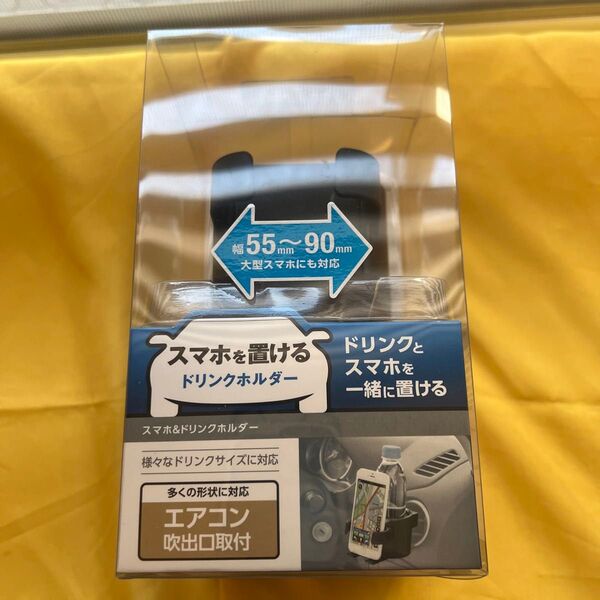 幅55mm～90mm
大型スマホにも対応
スマホを置ける
ドリンクホルダー
ドリンクと
スマホを
一緒に置ける
スマホ&ドリンクホルダー
様々なドリンクサイズに対応
多くの形状に対応
エアコン
吹出口取付